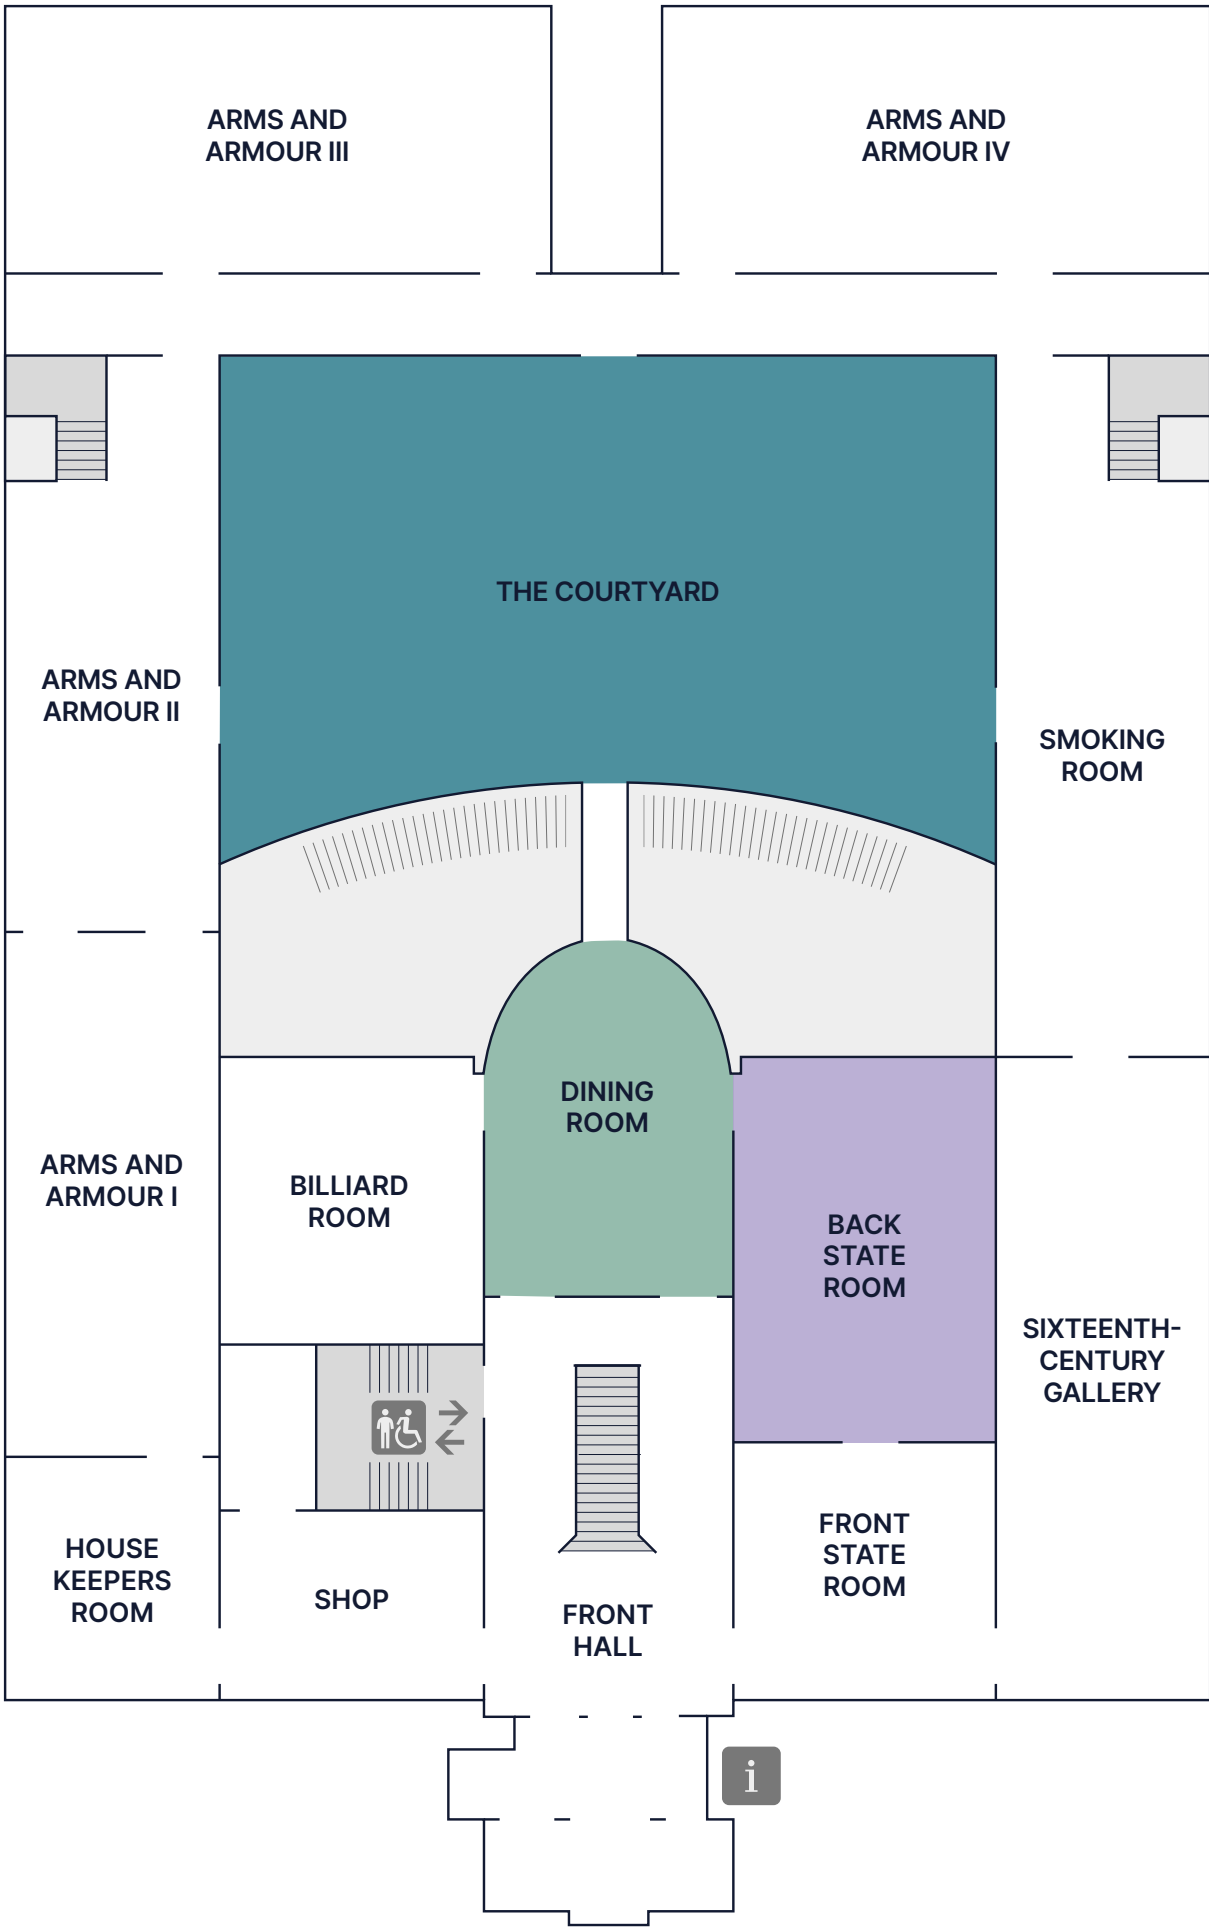 ARMS AND
ARMOUR III
ARMS AND
ARMOUR IV
THE COURTYARD
ARMS AND
ARMOUR II
SMOKING
ROOM
DINING
ROOM
ARMS AND
ARMOUR I
BILLIARD
ROOM
BACK
STATE
ROOM
SIXTEENTH-
CENTURY
GALLERY
HOUSE
KEEPERS
ROOM
SHOP
FRONT
HALL
FRONT
STATE
ROOM
i